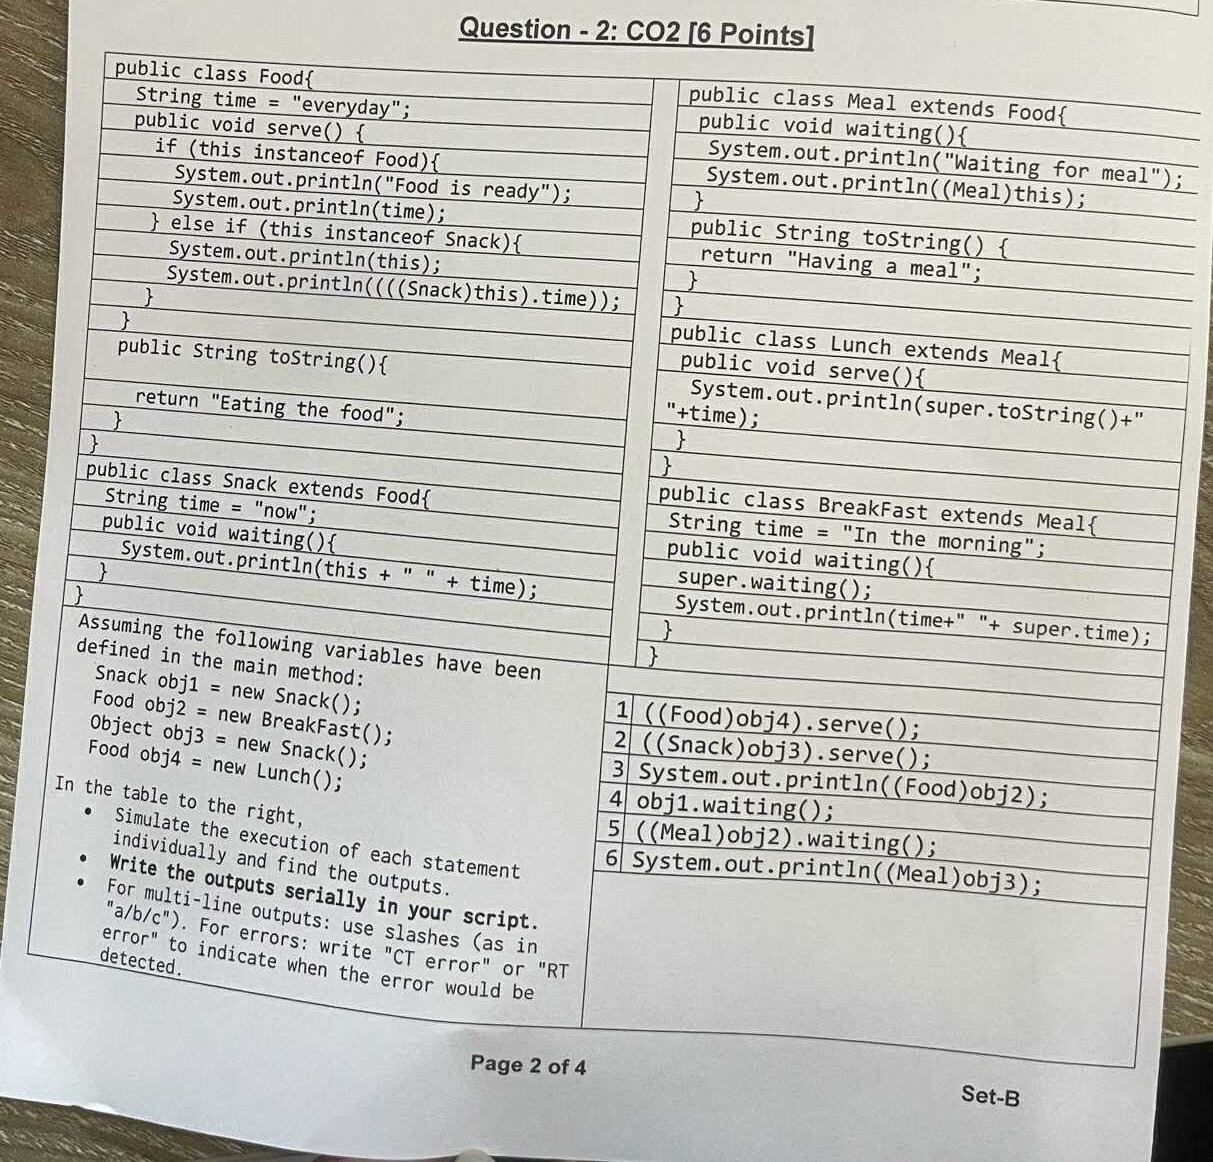 Question - 2: CO2 [6 Points]
public class Food{
String time = "everyday";
public void serve() {
if (this instanceof Food){
System.out.println("Food is ready");
System.out.println(time);
} else if (this instanceof Snack){
System.out.println(this);
System.out.println((((Snack)this).time));
}
}
public String toString(){
return "Eating the food";
}
}
public class Snack extends Food{
String time = "now";
public void waiting(){
System.out.println(this + " " + time);
}
}
public class Meal extends Food{
public void waiting(){
System.out.println("Waiting for meal");
System.out.println((Meal)this);
}
public String toString() {
return "Having a meal";
}
}
public class Lunch extends Meal{
public void serve(){
System.out.println(super.toString()+"
"+time);
}
}
public class BreakFast extends Meal{
String time = "In the morning";
public void waiting(){
super.waiting();
System.out.println(time+" "+ super.time);
}
}
Assuming the following variables have been
defined in the main method:
Snack obj1 = new Snack();
Food obj2 = new BreakFast();
Object obj3 = new Snack();
Food obj4 = new Lunch();
In the table to the right,
• Simulate the execution of each statement
individually and find the outputs.
• Write the outputs serially in your script.
• For multi-line outputs: use slashes (as in
"a/b/c"). For errors: write "CT error" or "RT
error" to indicate when the error would be
detected.
1 ((Food)obj4).serve();
2 ((Snack)obj3).serve();
3 System.out.println((Food)obj2);
4 obj1.waiting();
5 ((Meal)obj2).waiting();
6 System.out.println((Meal)obj3);
Page 2 of 4
Set-B